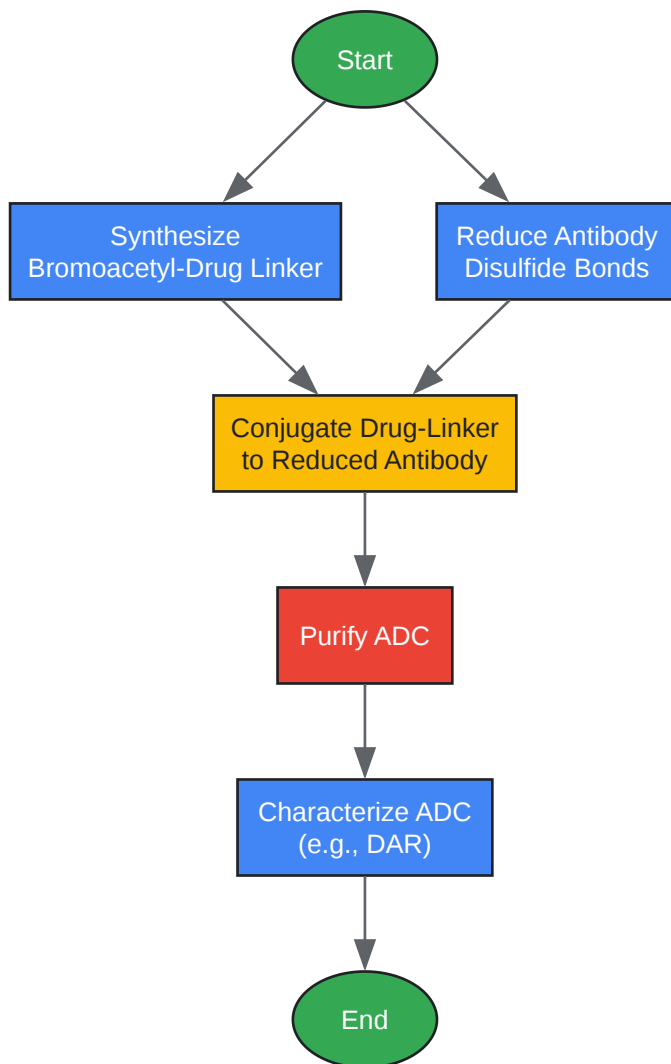 Start
Synthesize
Bromoacetyl-Drug Linker
Reduce Antibody
Disulfide Bonds
Conjugate Drug-Linker
to Reduced Antibody
Purify ADC
Characterize ADC
(e.g., DAR)
End